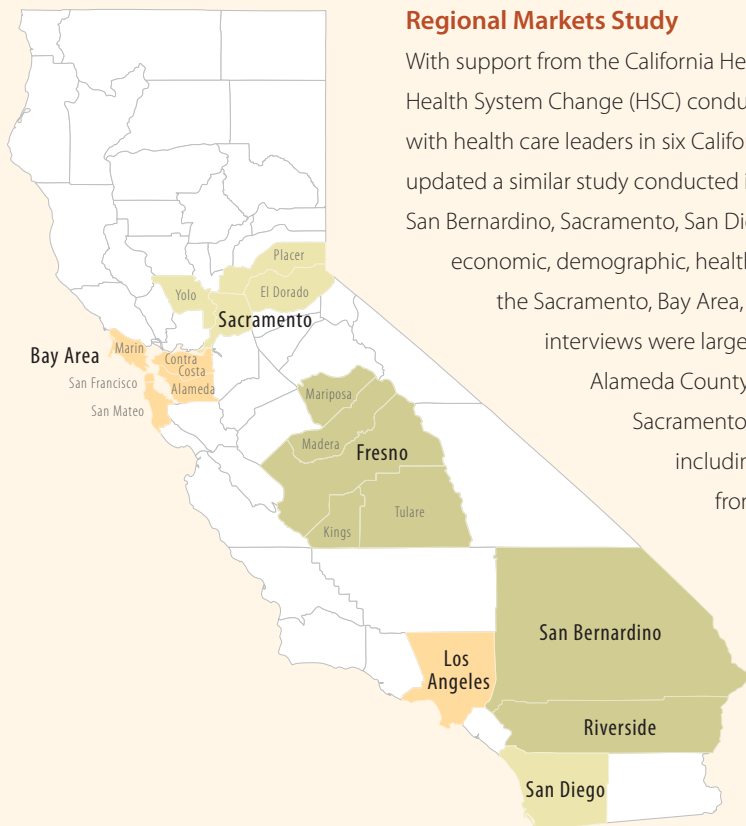 Regional Markets Study
With support from the California He
Health System Change (HSC) condu
with health care leaders in six Califo
updated a similar study conducted i
San Bernardino, Sacramento, San Die
economic, demographic, health
the Sacramento, Bay Area,
interviews were large
Alameda County
Sacramento
includin
fron
Placer
Yolo
El Dorado
Sacramento
Bay Area
Marin
Contra
Costa
San Francisco
Alameda
San Mateo
Mariposa
Madera
Fresno
Tulare
Kings
San Bernardino
Los
Angeles
Riverside
San Diego